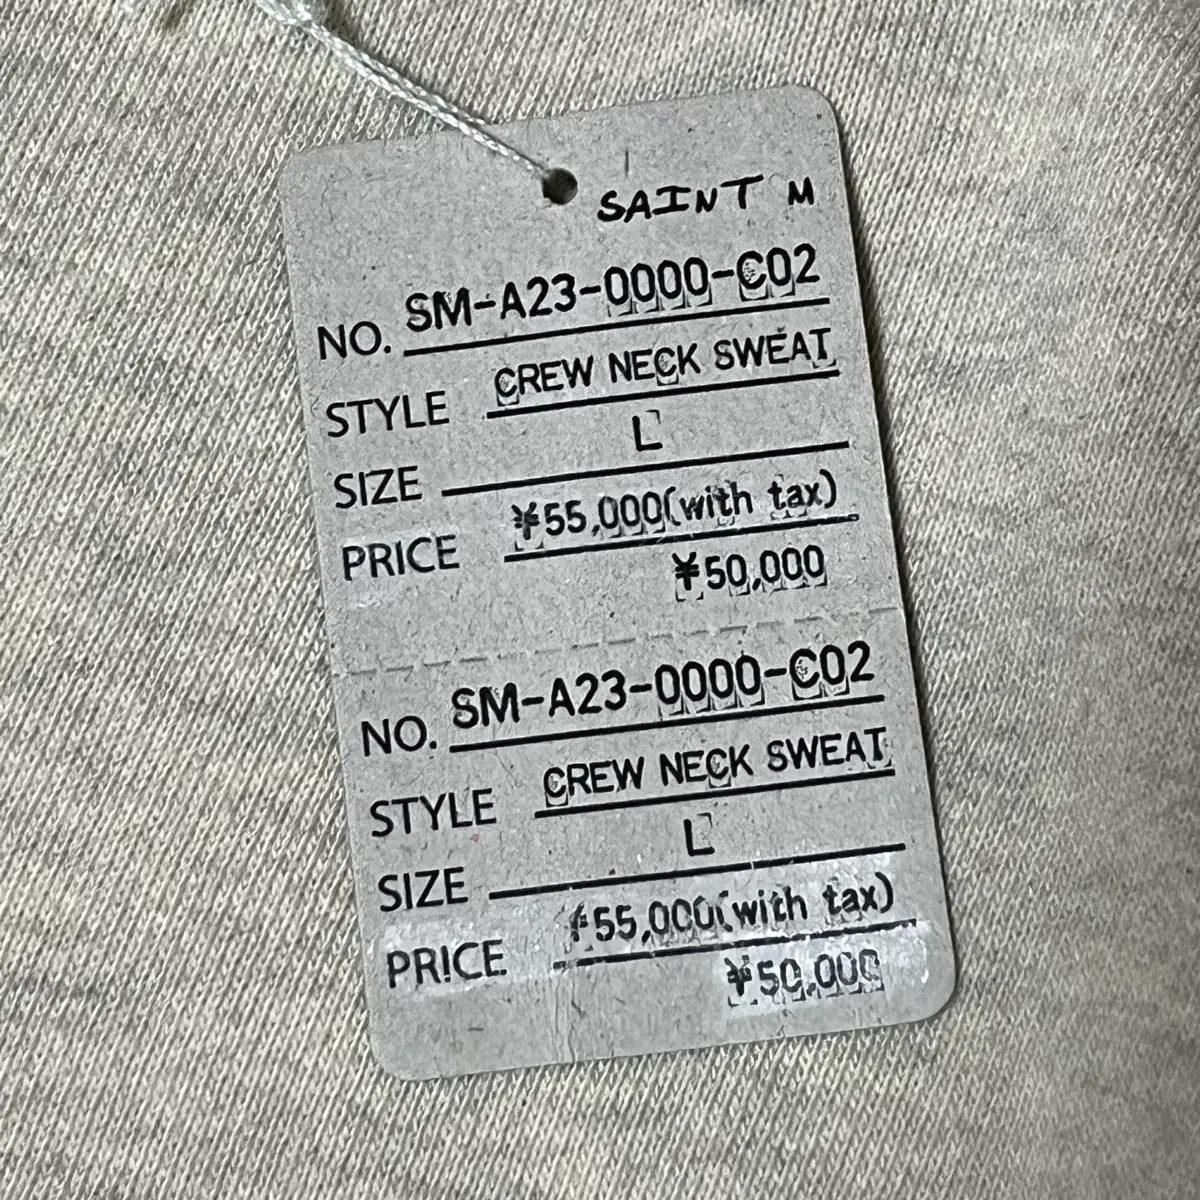 SAINT M
NO. SM-A23-0000-C02
STYLE CREW NECK SWEAT
SIZE L
PRICE ¥55,000(with tax)
¥50,000
NO. SM-A23-0000-C02
STYLE CREW NECK SWEAT
SIZE L
PRICE ¥55,000(with tax)
¥50,000